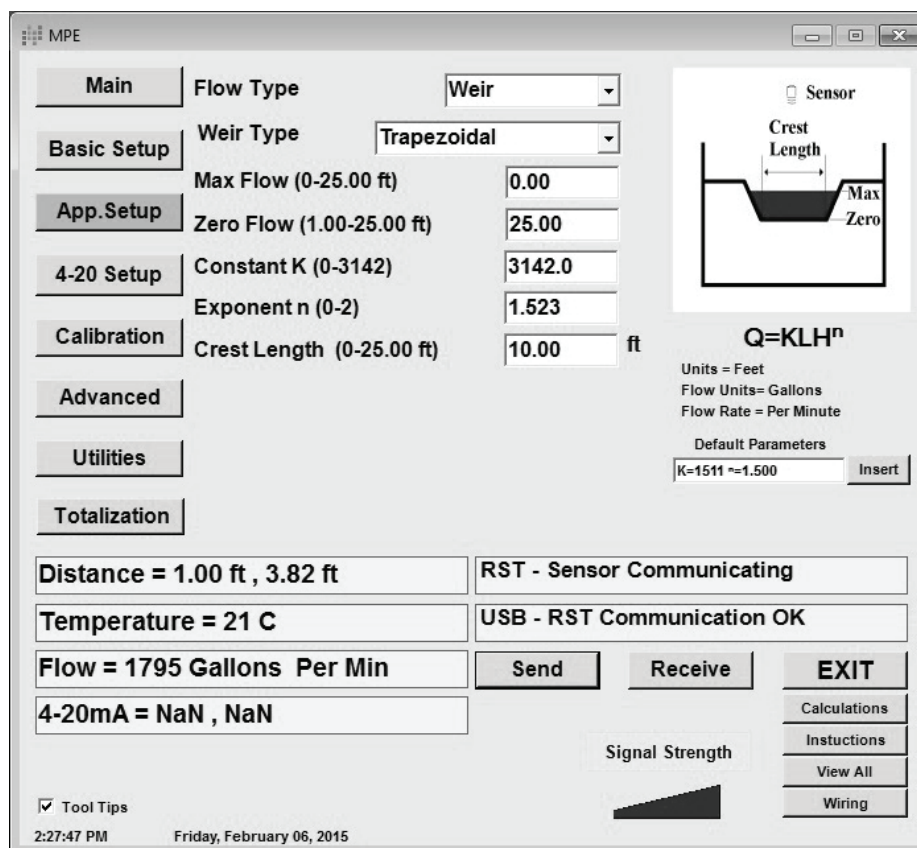 MPE
Main
Flow Type
Weir
Sensor
Basic Setup
Weir Type
Trapezoidal
Crest
Length
App.Setup
Max Flow (0-25.00 ft)
0.00
Max
Zero Flow (1.00-25.00 ft)
25.00
Zero
4-20 Setup
Constant K (0-3142)
3142.0
Exponent n (0-2)
1.523
Calibration
Crest Length (0-25.00 ft)
10.00
ft
Q=KLHⁿ
Units = Feet
Flow Units= Gallons
Flow Rate = Per Minute
Advanced
Default Parameters
Utilities
K=1511 ⁿ=1.500
Insert
Totalization
Distance = 1.00 ft , 3.82 ft
RST - Sensor Communicating
Temperature = 21 C
USB - RST Communication OK
Flow = 1795 Gallons Per Min
Send
Receive
EXIT
4-20mA = NaN , NaN
Calculations
Instuctions
Signal Strength
View All
Tool Tips
Wiring
2:27:47 PM
Friday, February 06, 2015